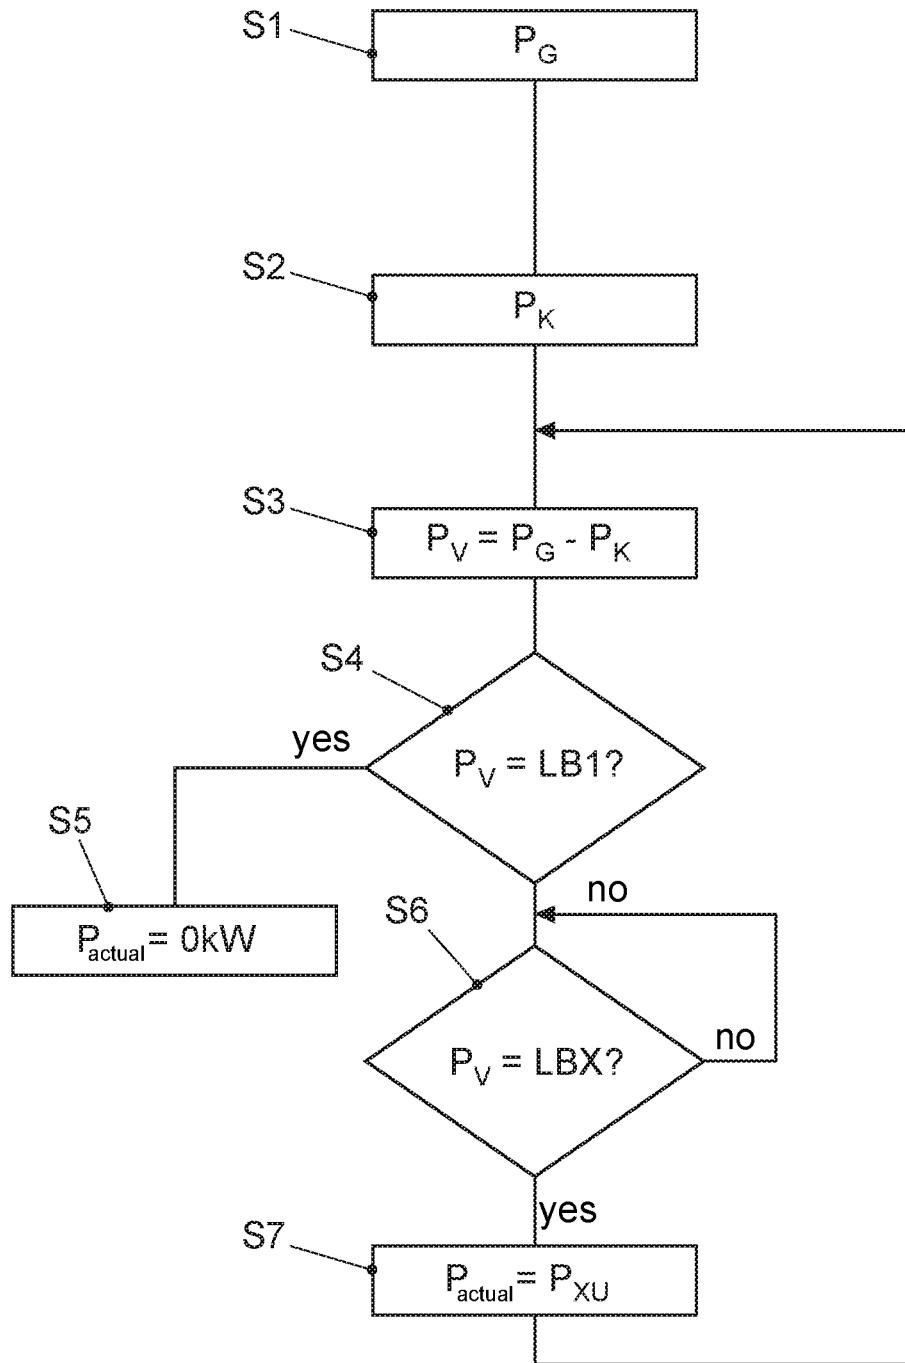 S1
P_G
S2
P_K
S3
P_V = P_G - P_K
S4
yes
P_V = LB1?
S5
no
P_actual = 0kW
S6
P_V = LBX?
no
yes
S7
P_actual = P_XU